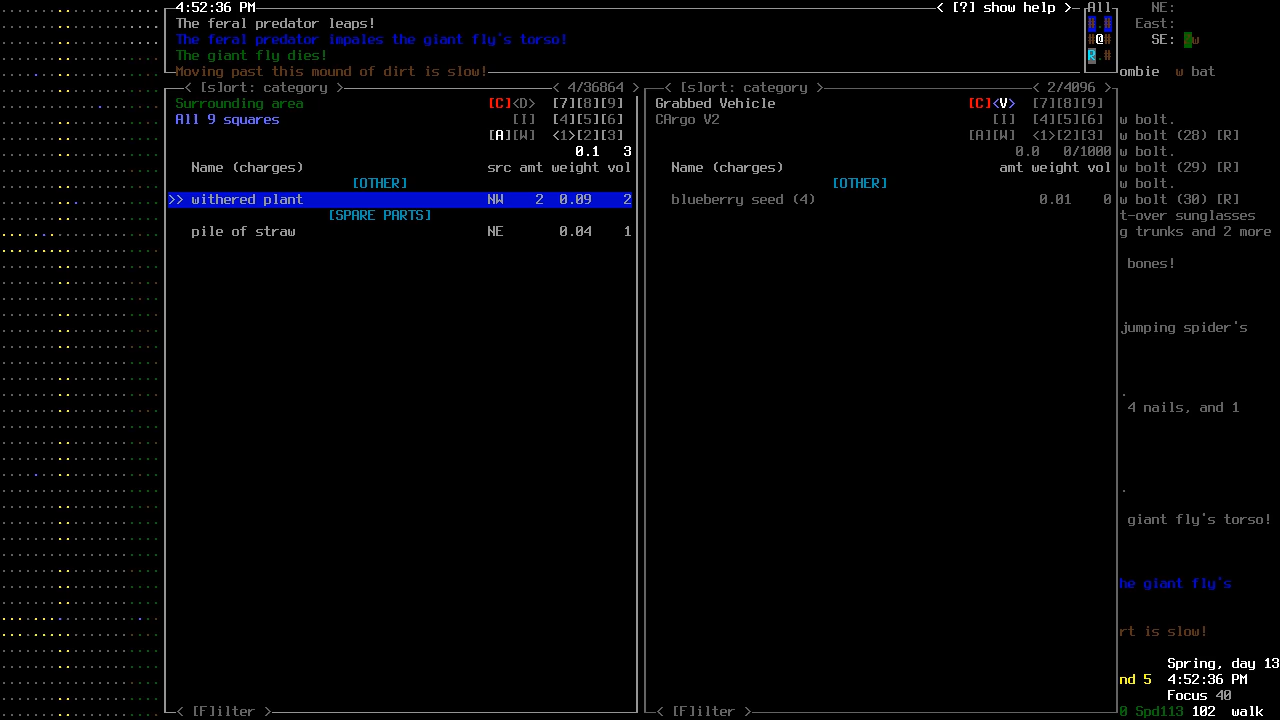 4:52:36 PM < [?] show help > All NE:
The feral predator leaps! #.# East:
The feral predator impales the giant fly's torso! #@# SE: w
The giant fly dies! R.#
Moving past this mound of dirt is slow! ombie w bat
< [s]ort: category > < 4/36864 > < [s]ort: category > < 2/4096 >
Surrounding area [C]<D> [7][8][9] Grabbed Vehicle [C]<V> [7][8][9]
All 9 squares [I] [4][5][6] CArgo V2 [I] [4][5][6] w bolt.
[A][W] <1>[2][3] [A][W] <1>[2][3] w bolt (28) [R]
0.1 3 0.0 0/1000 w bolt.
Name (charges) src amt weight vol Name (charges) amt weight vol w bolt (29) [R]
[OTHER] [OTHER] w bolt.
>> withered plant NW 2 0.09 2 blueberry seed (4) 0.01 0 w bolt (30) [R]
[SPARE PARTS] t-over sunglasses
pile of straw NE 0.04 1 g trunks and 2 more
bones!
jumping spider's
.
4 nails, and 1
.
giant fly's torso!
he giant fly's
rt is slow!
Spring, day 13
nd 5 4:52:36 PM
Focus 40
< [F]ilter > < [F]ilter > 0 Spd113 102 walk